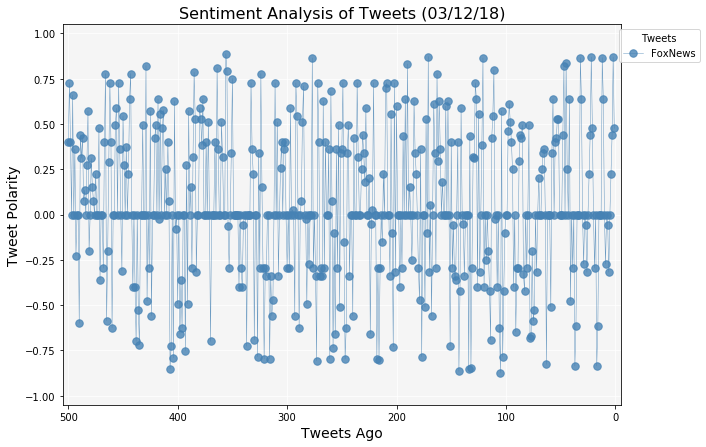 Sentiment Analysis of Tweets (03/12/18)
Tweets
FoxNews
Tweet Polarity
1.00
0.75
0.50
0.25
0.00
−0.25
−0.50
−0.75
−1.00
500 400 300 200 100 0
Tweets Ago